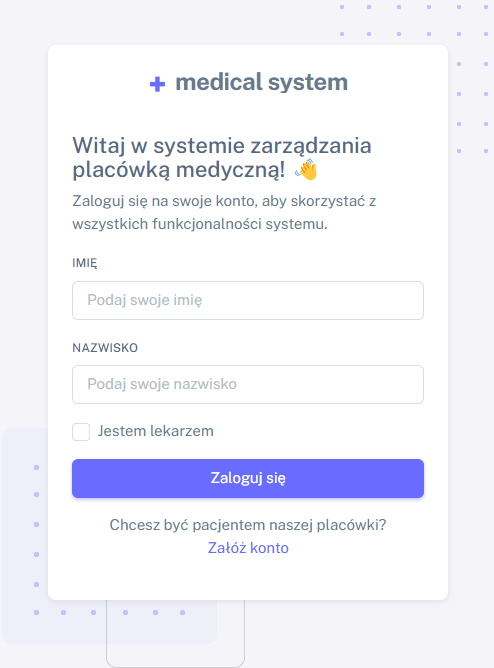 medical system
Witaj w systemie zarządzania
placówką medyczną! 👋
Zaloguj się na swoje konto, aby skorzystać z
wszystkich funkcjonalności systemu.
IMIĘ
Podaj swoje imię
NAZWISKO
Podaj swoje nazwisko
Jestem lekarzem
Zaloguj się
Chcesz być pacjentem naszej placówki?
Załóż konto